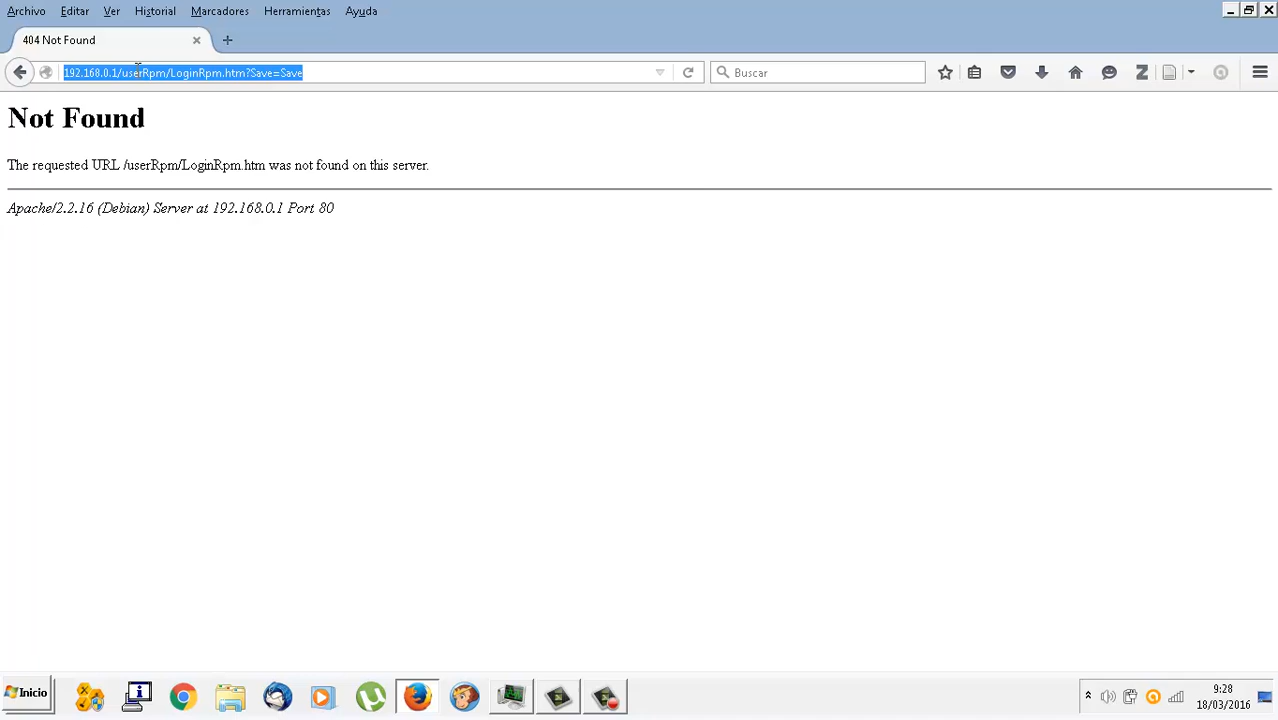 Archivo Editar Ver Historial Marcadores Herramientas Ayuda
404 Not Found
192.168.0.1/userRpm/LoginRpm.htm?Save=Save
Buscar
Not Found
The requested URL /userRpm/LoginRpm.htm was not found on this server.
Apache/2.2.16 (Debian) Server at 192.168.0.1 Port 80
Inicio
9:28
18/03/2016